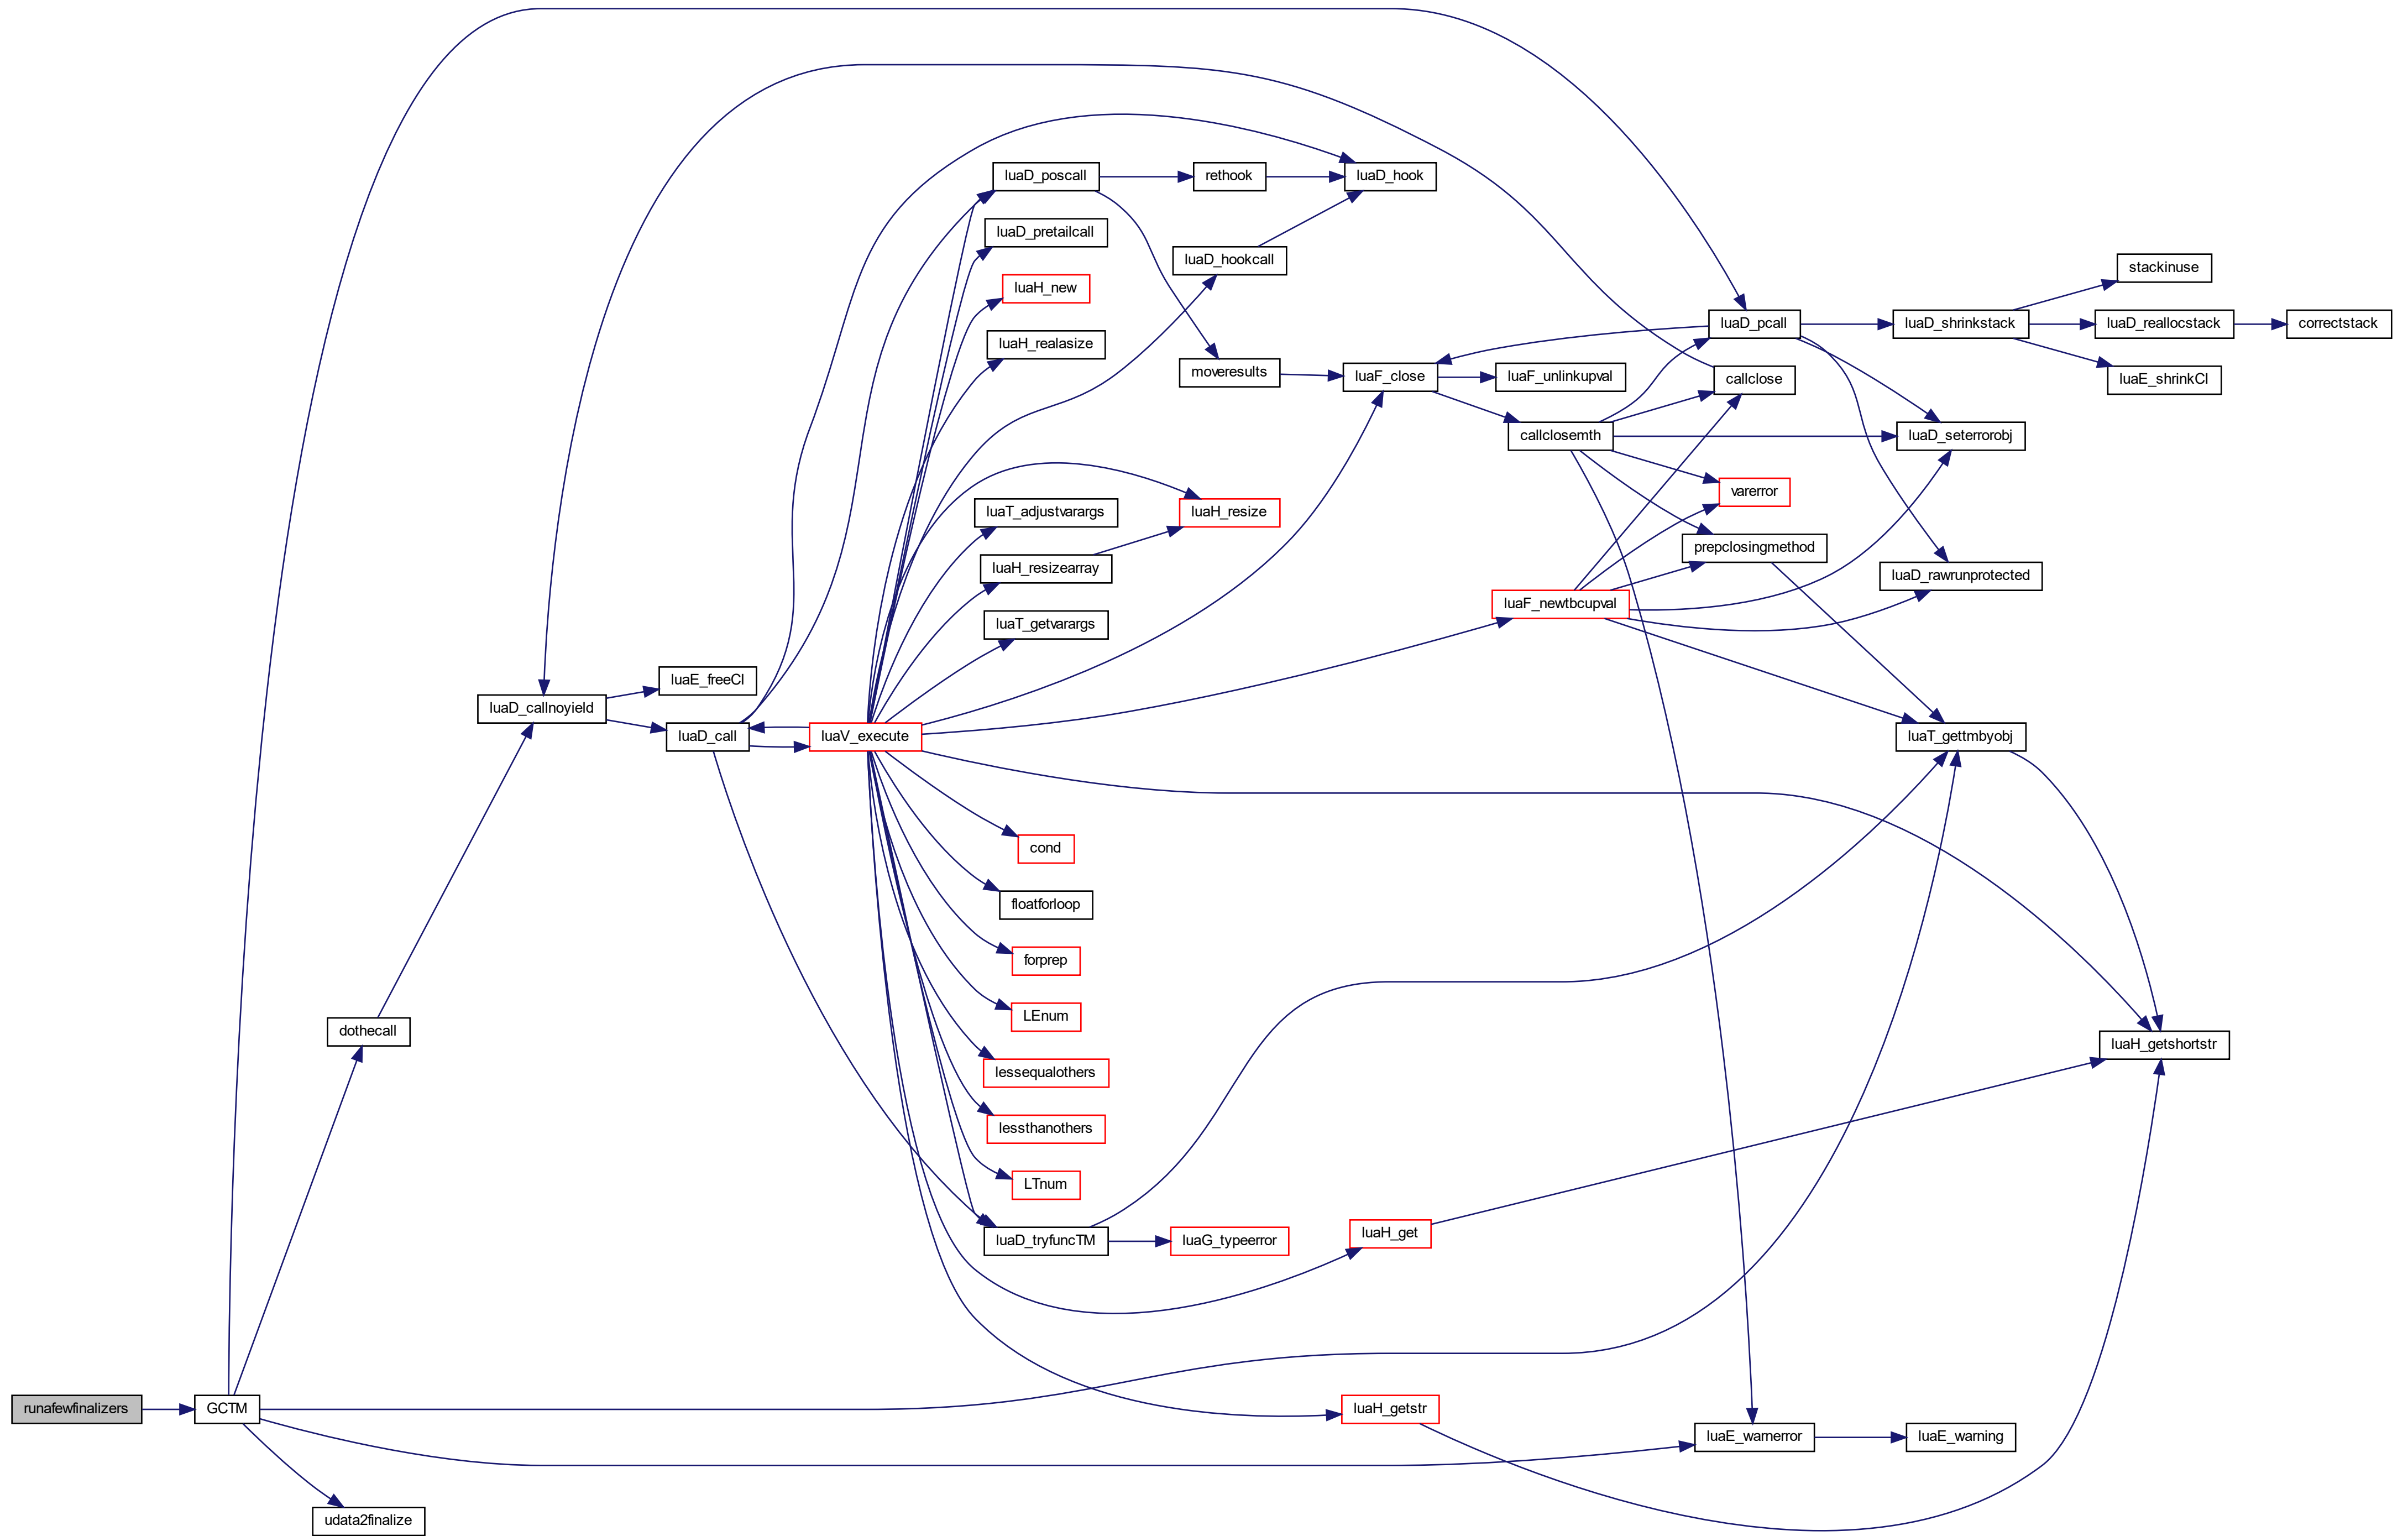 luaD_poscall
rethook
luaD_hook
luaD_pretailcall
luaD_hookcall
stackinuse
luaH_new
luaD_pcall
luaD_shrinkstack
luaD_reallocstack
correctstack
luaH_realasize
moveresults
luaF_close
luaF_unlinkupval
callclose
luaE_shrinkCI
callclosemth
luaD_seterrorobj
varerror
luaT_adjustvarargs
luaH_resize
prepclosingmethod
luaH_resizearray
luaD_rawrunprotected
luaF_newtbcupval
luaT_getvarargs
luaE_freeCI
luaD_callnoyield
luaD_call
luaV_execute
luaT_gettmbyobj
cond
floatforloop
forprep
LEnum
dothecall
luaH_getshortstr
lessequalothers
lessthanothers
LTnum
luaH_get
luaD_tryfuncTM
luaG_typeerror
runafewfinalizers
GCTM
luaH_getstr
luaE_warnerror
luaE_warning
udata2finalize